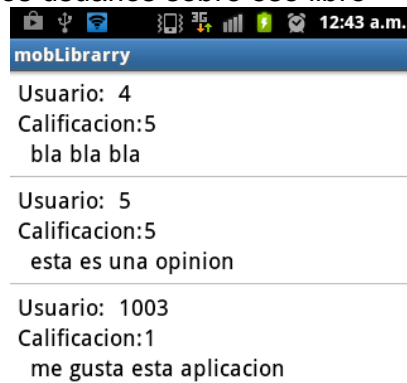 12:43 a.m.
mobLibrarry
Usuario: 4
Calificacion:5
bla bla bla
Usuario: 5
Calificacion:5
esta es una opinion
Usuario: 1003
Calificacion:1
me gusta esta aplicacion